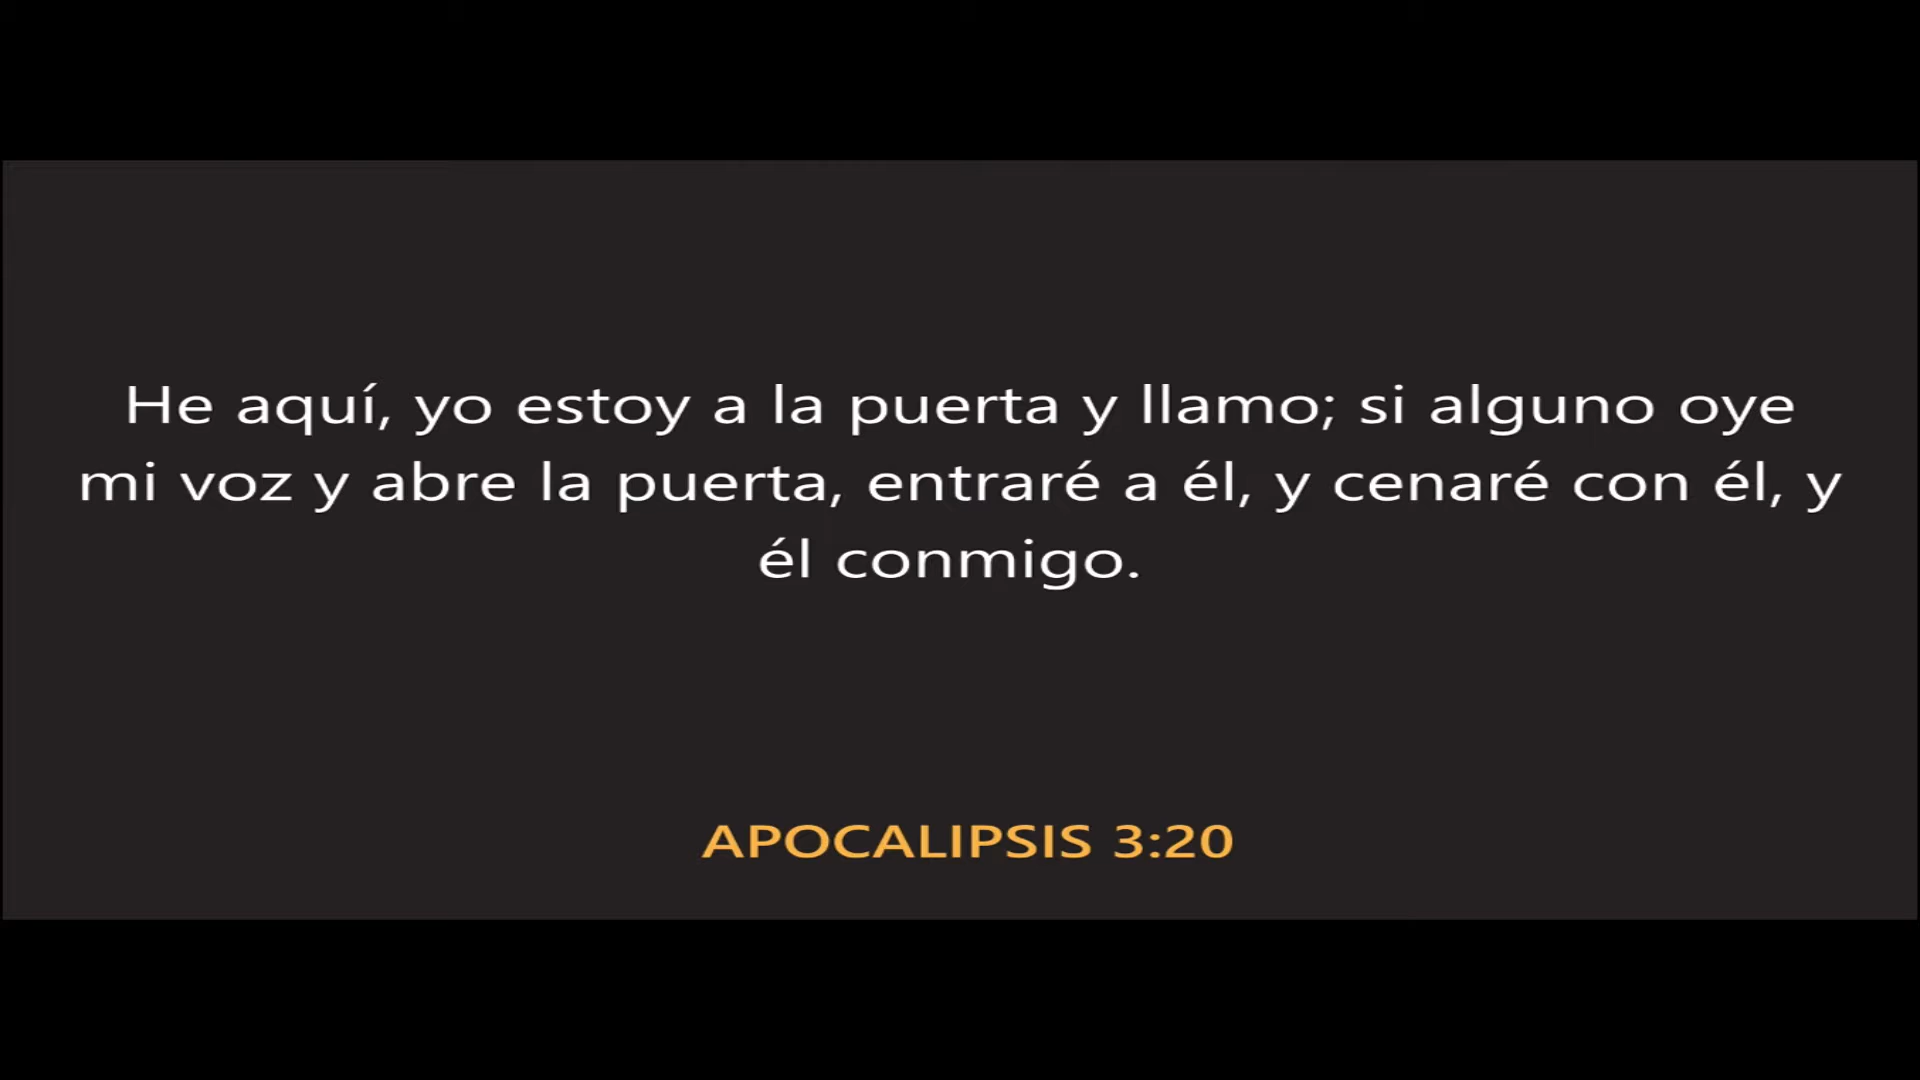 He aquí, yo estoy a la puerta y llamo; si alguno oye
mi voz y abre la puerta, entraré a él, y cenaré con él, y
él conmigo.
APOCALIPSIS 3:20